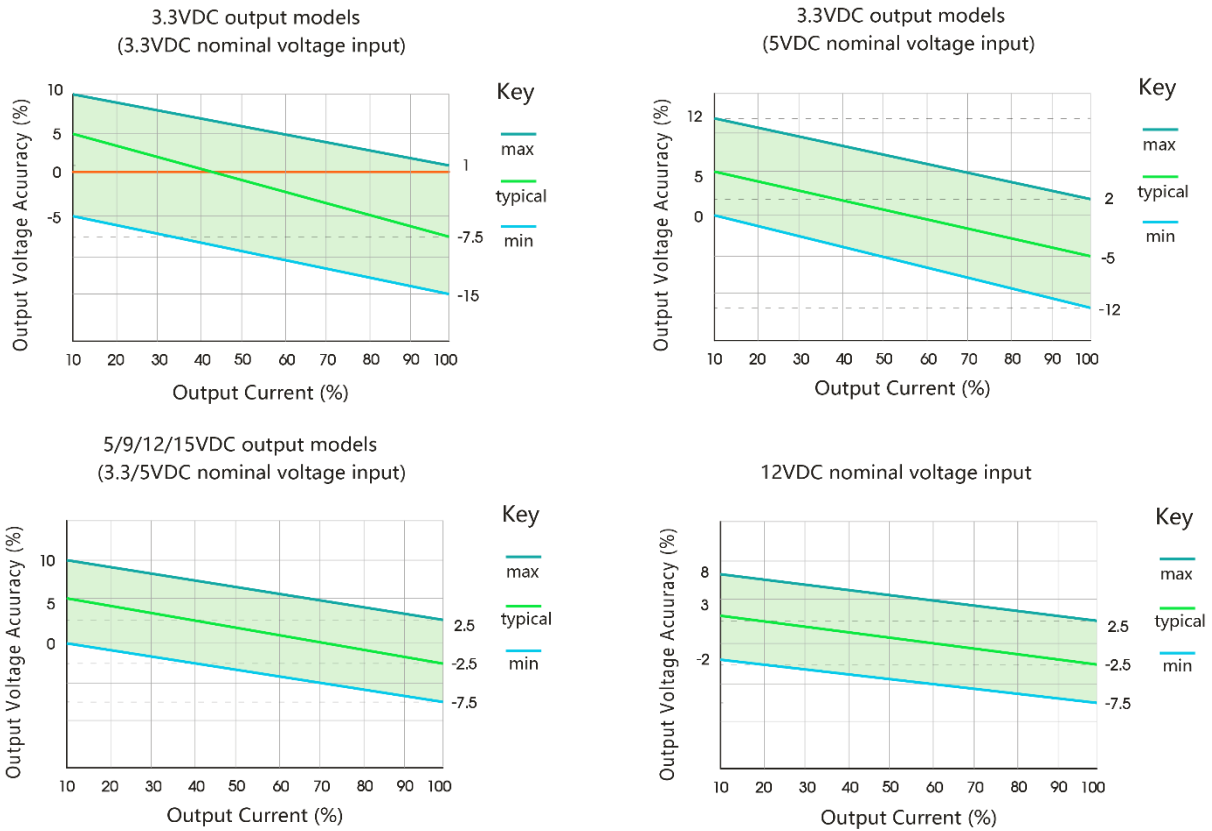 3.3VDC output models
(3.3VDC nominal voltage input)
Output Voltage Acuuracy (%)
10
5
0
-5
1
-7.5
-15
10 20 30 40 50 60 70 80 90 100
Output Current (%)
Key
max
typical
min
3.3VDC output models
(5VDC nominal voltage input)
Output Voltage Acuuracy (%)
12
5
0
2
-5
-12
10 20 30 40 50 60 70 80 90 100
Output Current (%)
Key
max
typical
min
5/9/12/15VDC output models
(3.3/5VDC nominal voltage input)
Output Voltage Acuuracy (%)
10
5
0
2.5
-2.5
-7.5
10 20 30 40 50 60 70 80 90 100
Output Current (%)
Key
max
typical
min
12VDC nominal voltage input
Output Voltage Acuuracy (%)
8
3
-2
2.5
-2.5
-7.5
10 20 30 40 50 60 70 80 90 100
Output Current (%)
Key
max
typical
min